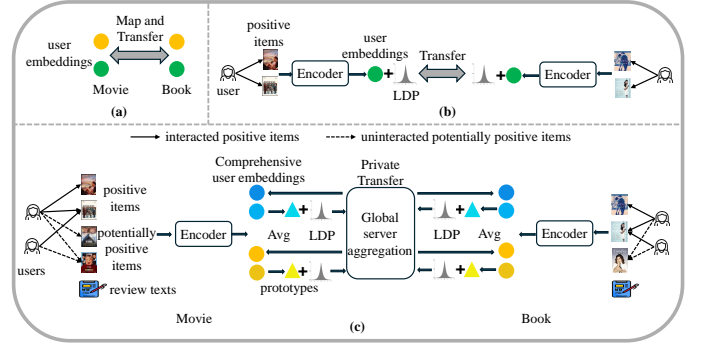 Map and
Transfer
user
embeddings
Movie Book
(a)
positive
items
user
Encoder
user
embeddings
LDP
Transfer
Encoder
(b)
interacted positive items
uninteracted potentially positive items
users
positive
items
potentially
positive
items
review texts
Encoder
Comprehensive
user embeddings
Avg LDP
prototypes
Private
Transfer
Global
server
aggregation
LDP Avg
Encoder
Movie
(c)
Book